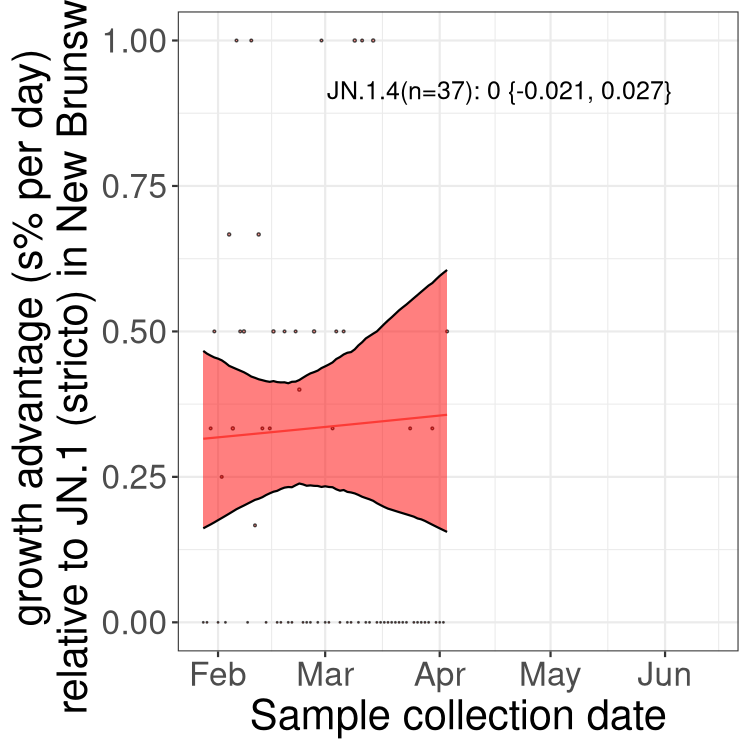 growth advantage (s% per day)
relative to JN.1 (stricto) in New Brunsw
1.00
0.75
0.50
0.25
0.00
JN.1.4(n=37): 0 {-0.021, 0.027}
Feb Mar Apr May Jun
Sample collection date